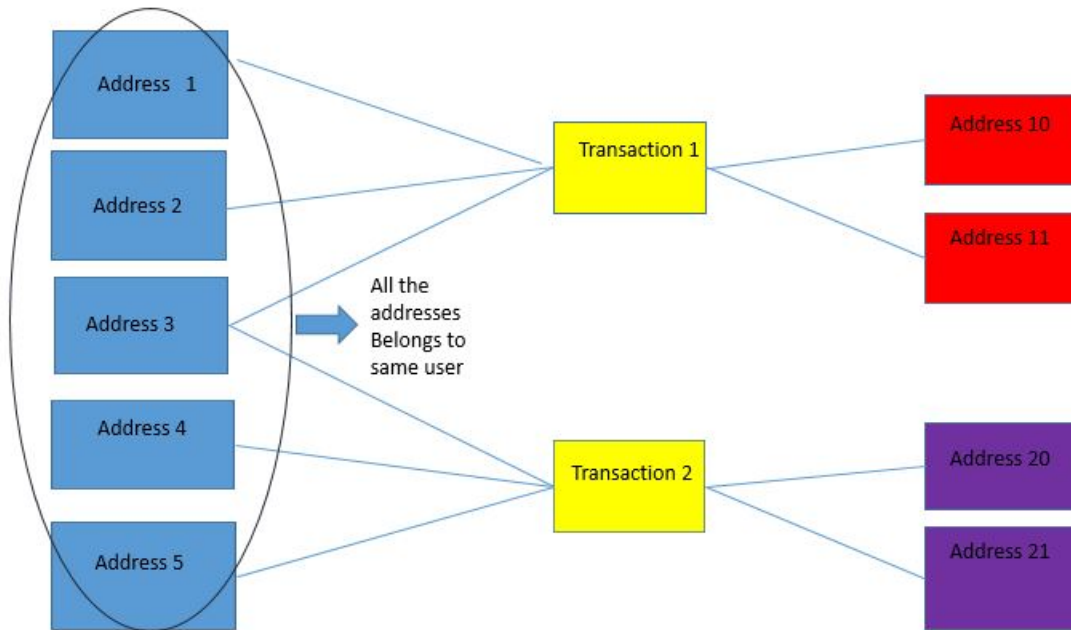 Address 1
Address 2
Address 3
Address 4
Address 5
Transaction 1
All the
addresses
Belongs to
same user
Transaction 2
Address 10
Address 11
Address 20
Address 21